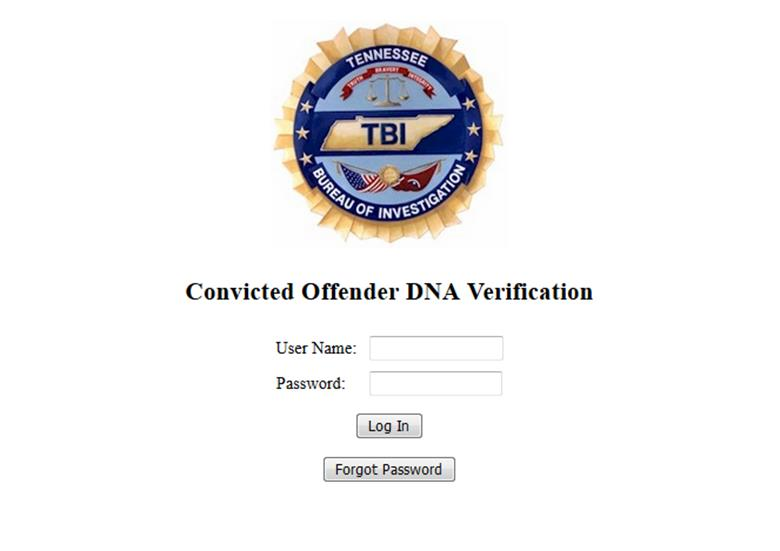 TENNESSEE
TRUTH BRAVERY INTEGRITY
TBI
BUREAU OF INVESTIGATION
Convicted Offender DNA Verification
User Name:
Password:
Log In
Forgot Password